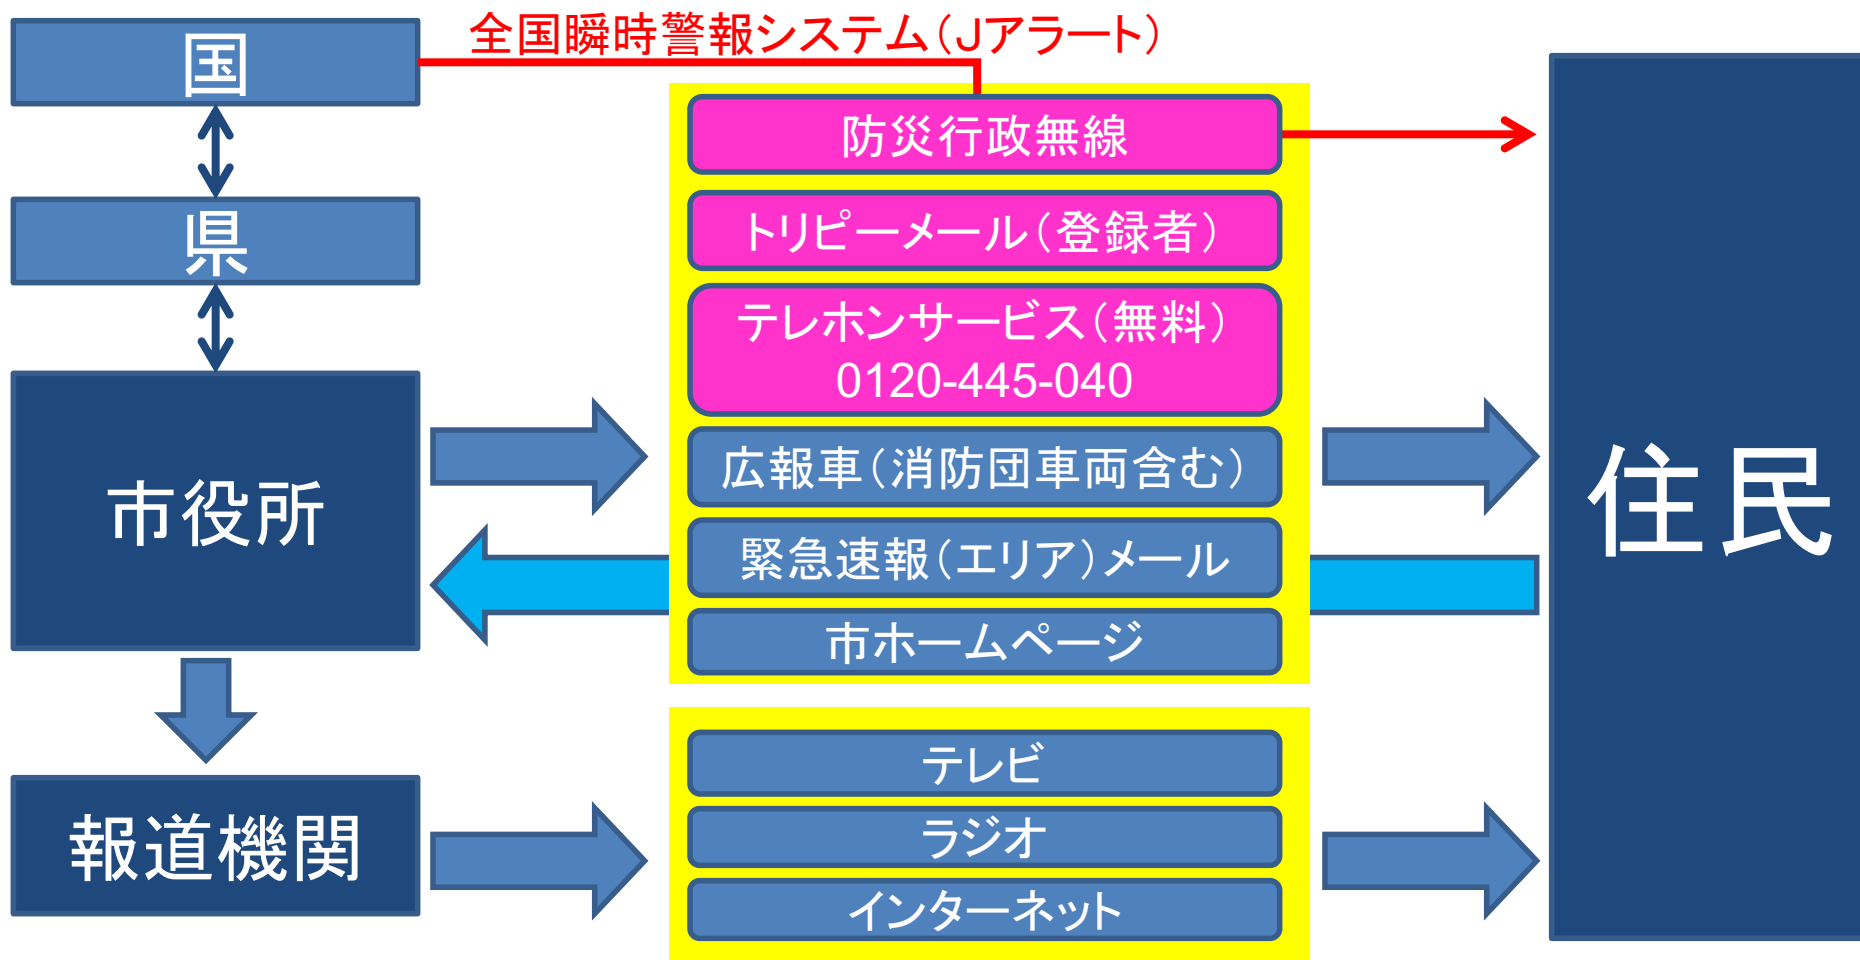 全国瞬時警報システム(Jアラート)
国
県
市役所
報道機関
防災行政無線
トリピーメール(登録者)
テレホンサービス(無料)
0120-445-040
広報車(消防団車両含む)
緊急速報(エリア)メール
市ホームページ
テレビ
ラジオ
インターネット
住民